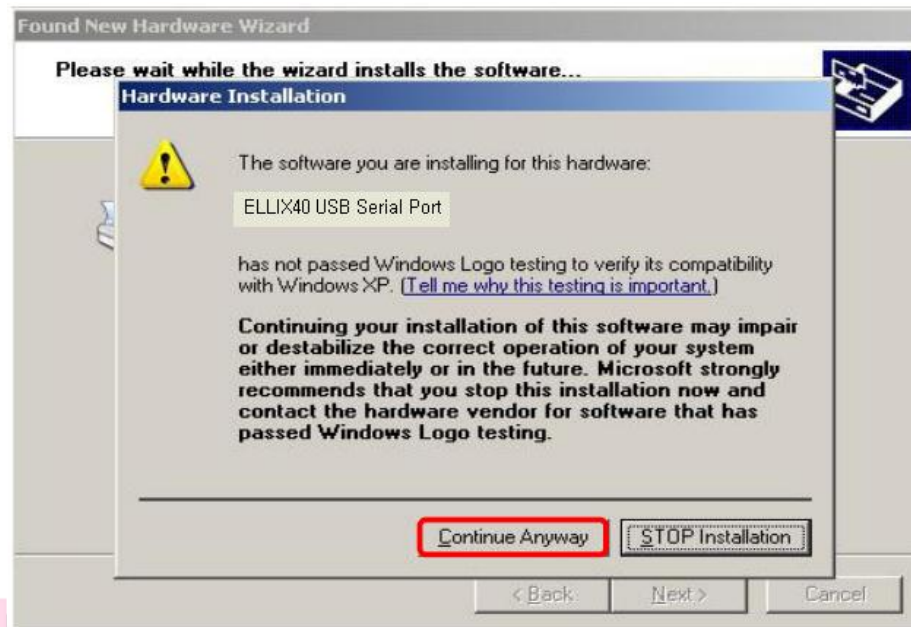 Found New Hardware Wizard
Please wait while the wizard installs the software...
Hardware Installation
The software you are installing for this hardware:
ELLIX40 USB Serial Port
has not passed Windows Logo testing to verify its compatibility
with Windows XP. (Tell me why this testing is important.)
Continuing your installation of this software may impair
or destabilize the correct operation of your system
either immediately or in the future. Microsoft strongly
recommends that you stop this installation now and
contact the hardware vendor for software that has
passed Windows Logo testing.
Continue Anyway
STOP Installation
< Back
Next >
Cancel